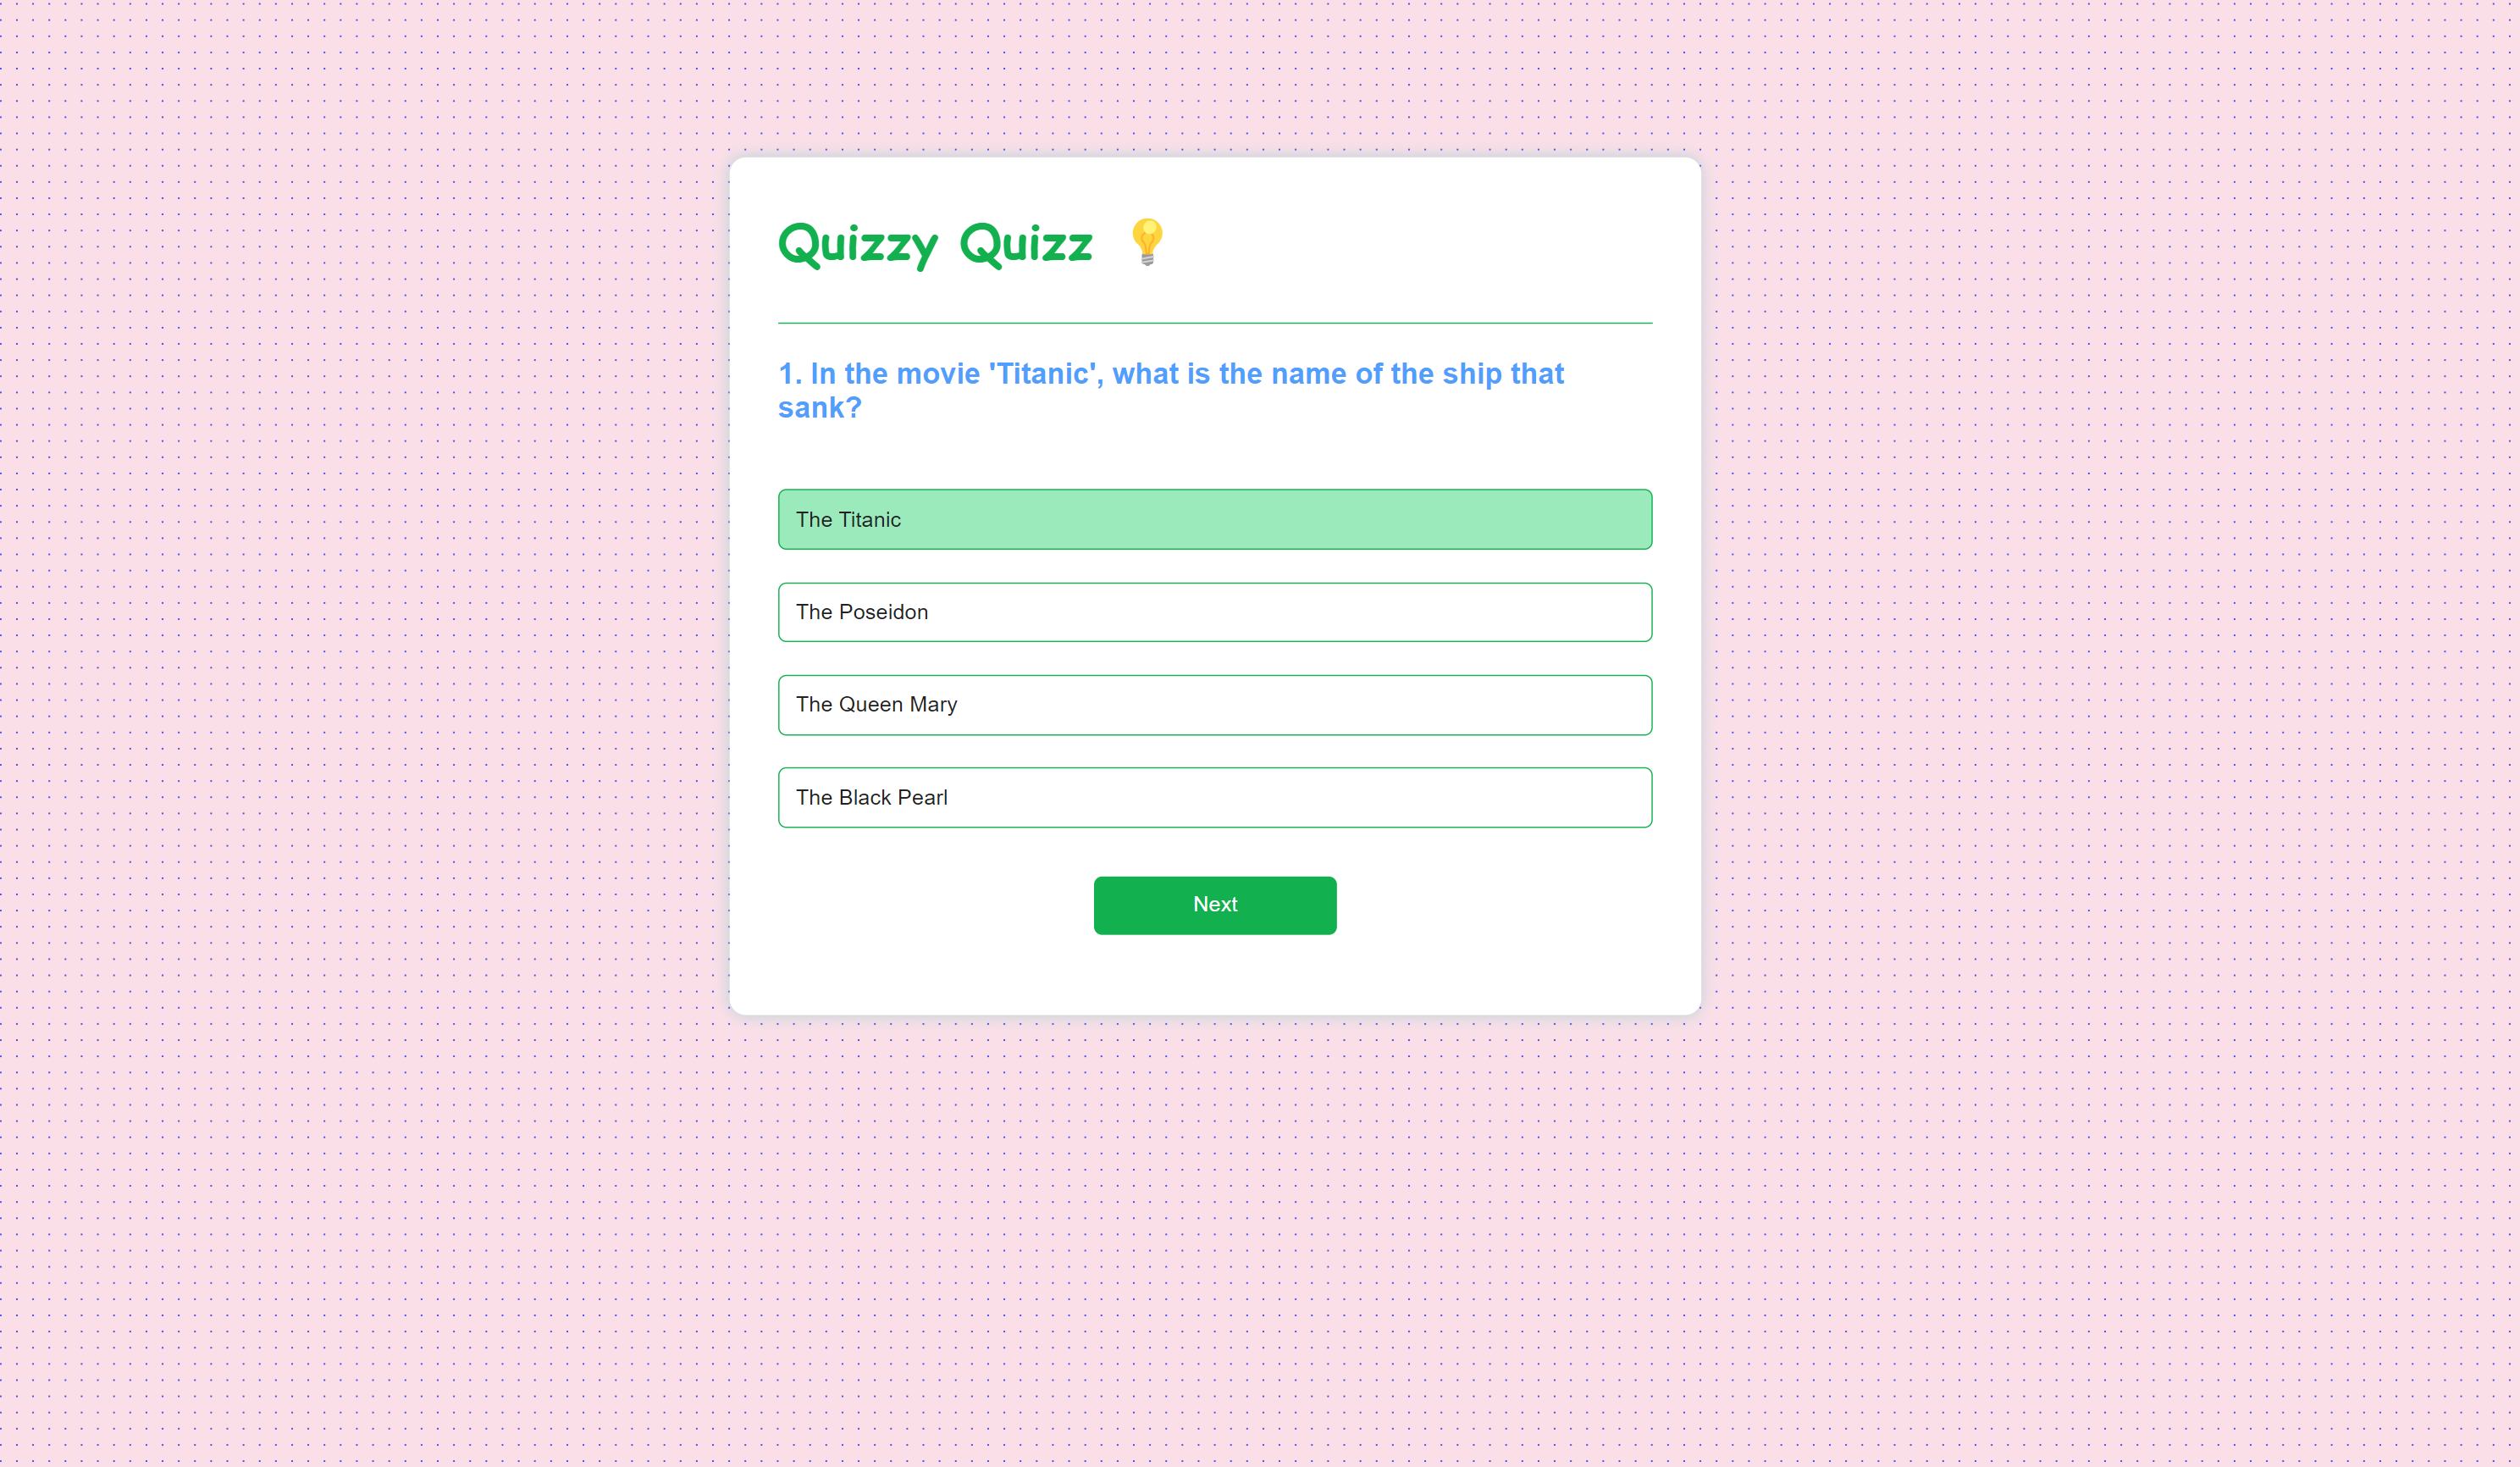 Quizzy Quizz
1. In the movie 'Titanic', what is the name of the ship that
sank?
The Titanic
The Poseidon
The Queen Mary
The Black Pearl
Next